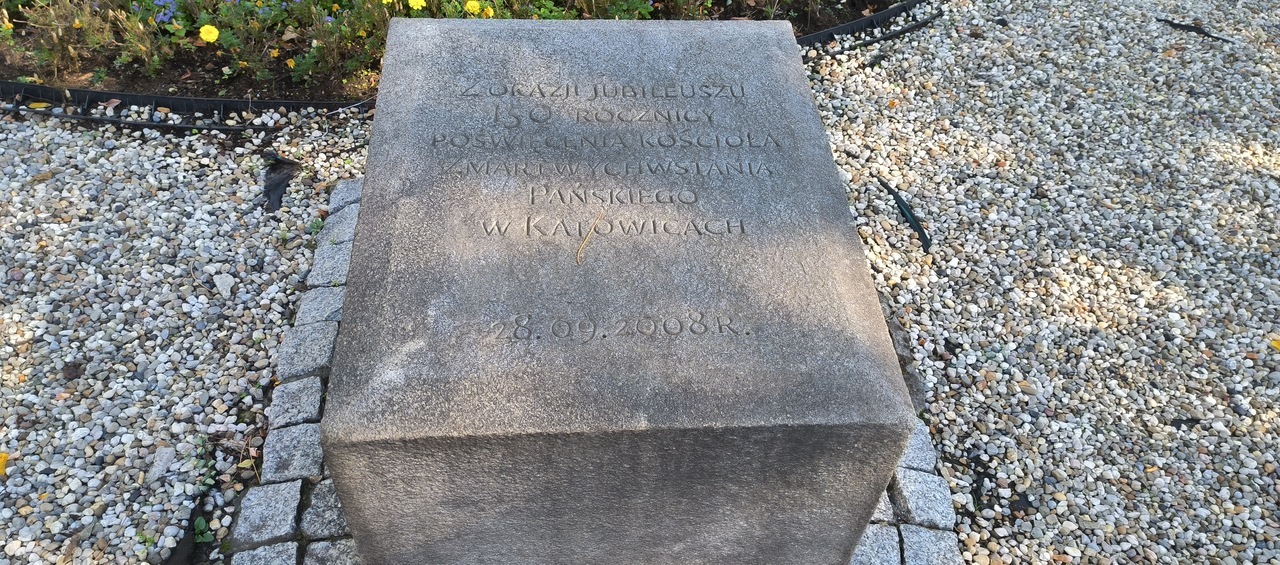 Z OKAZJI JUBILEUSZU
150 ROCZNICY
POŚWIĘCENIA KOŚCIOŁA
ZMARTWYCHWSTANIA
PAŃSKIEGO
W KATOWICACH
28.09.2008 R.